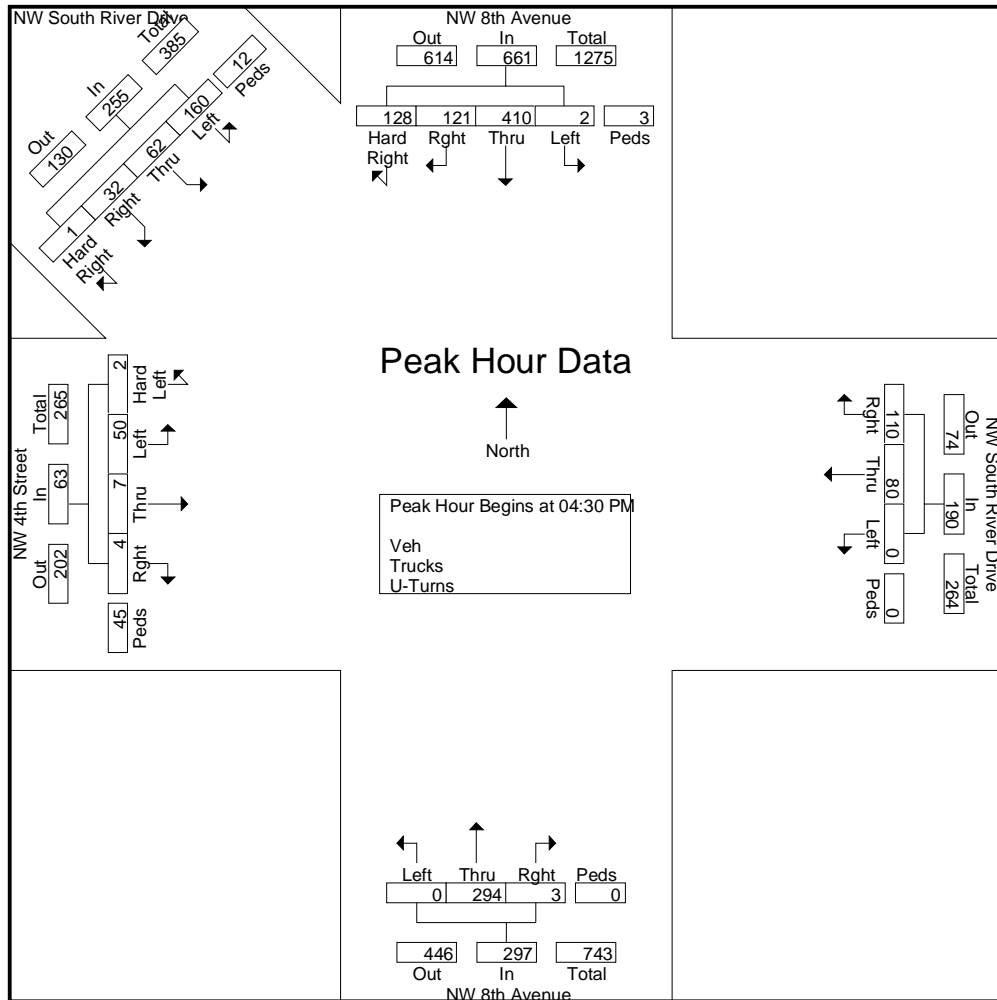 NW South River Drive
Out In Total
130 255 385
1 32 62 160 12
Hard Right Right Thru Left Peds
NW 8th Avenue
Out In Total
614 661 1275
128 121 410 2 3
Hard Right Rght Thru Left Peds
Peak Hour Data
North
Peak Hour Begins at 04:30 PM
Veh
Trucks
U-Turns
NW 4th Street
Out In Total
202 63 265
2 50 7 4 45
Hard Left Left Thru Rght Peds
NW South River Drive
Out In Total
74 190 264
110 80 0 0
Rght Thru Left Peds
Left Thru Rght Peds
0 294 3 0
446 297 743
Out In Total
NW 8th Avenue